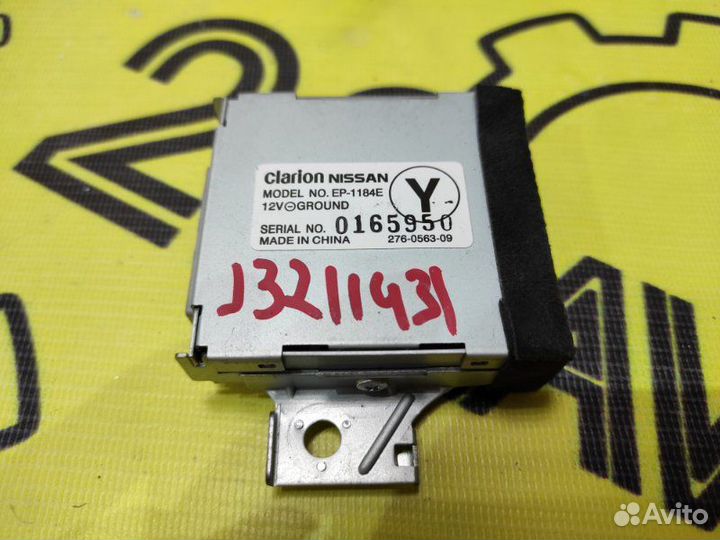 clarion NISSAN
MODEL NO. EP-1184E
12V⊖GROUND
Y
SERIAL NO. 0165950
MADE IN CHINA 276-0563-09
J3211431
Avito